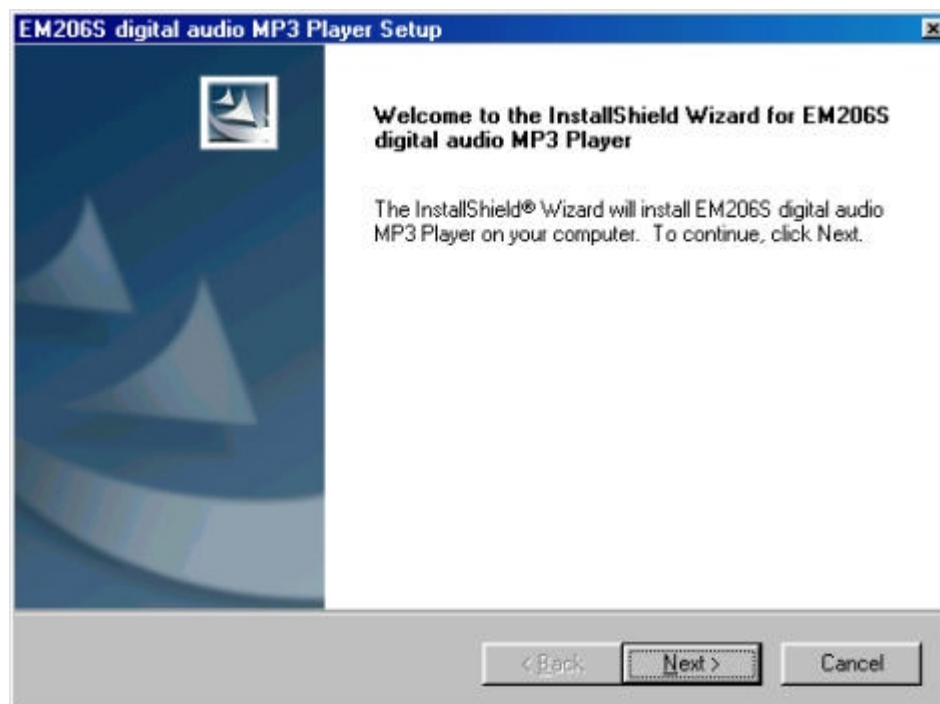 EM206S digital audio MP3 Player Setup
Welcome to the InstallShield Wizard for EM206S
digital audio MP3 Player
The InstallShield® Wizard will install EM206S digital audio
MP3 Player on your computer.  To continue, click Next.
< Back
Next >
Cancel